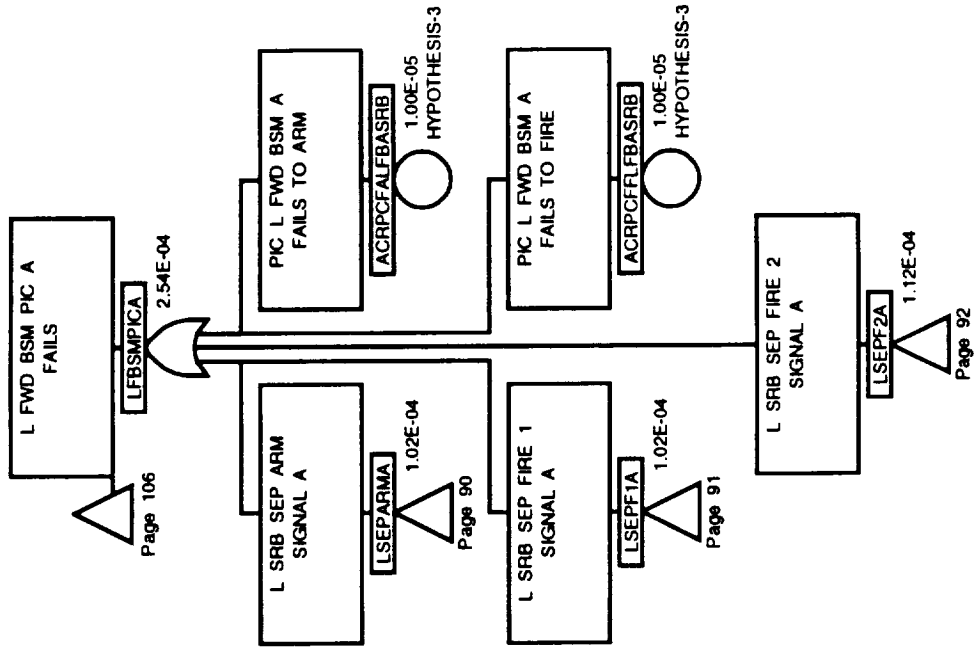 L FWD BSM PIC A
FAILS
LFBSMPICA
2.54E-04
Page 106
L SRB SEP ARM
SIGNAL A
LSEPARMA
1.02E-04
Page 90
PIC L FWD BSM A
FAILS TO ARM
ACRPCFALFBASRB
1.00E-05
HYPOTHESIS-3
L SRB SEP FIRE 1
SIGNAL A
LSEPF1A
1.02E-04
Page 91
PIC L FWD BSM A
FAILS TO FIRE
ACRPCFFLFBASRB
1.00E-05
HYPOTHESIS-3
L SRB SEP FIRE 2
SIGNAL A
LSEPF2A
1.12E-04
Page 92